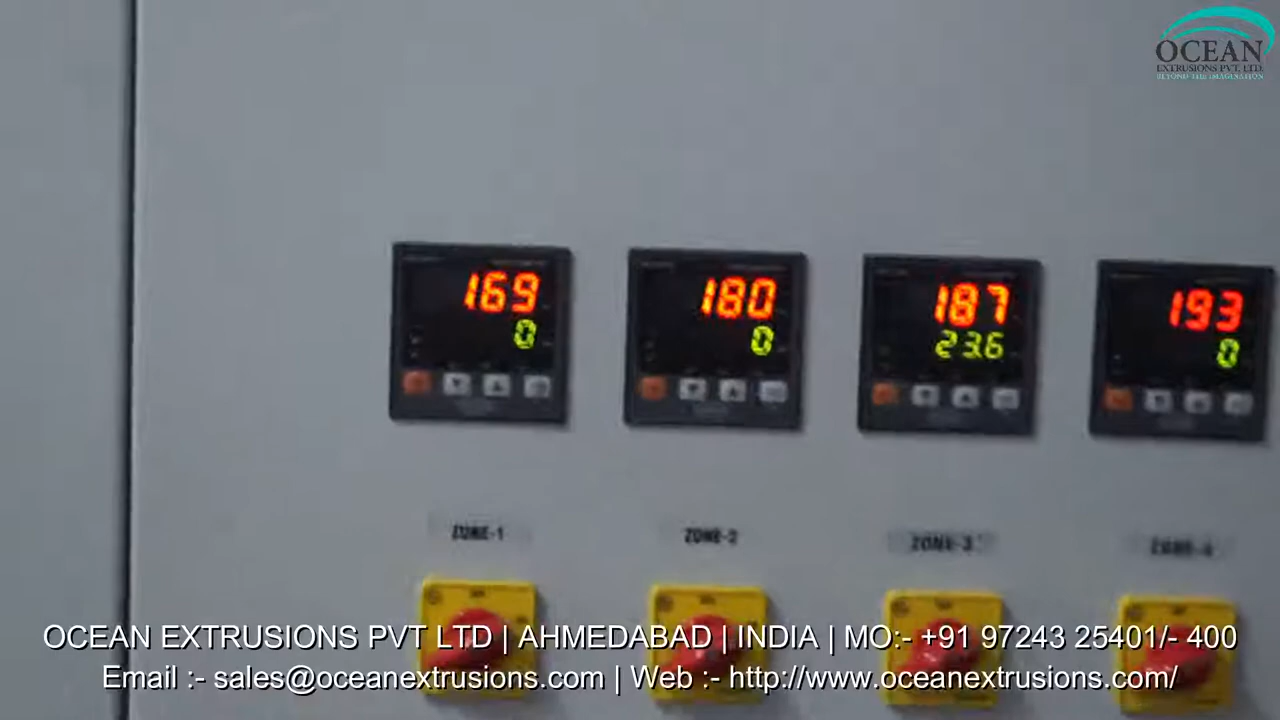 OCEAN
EXTRUSIONS PVT. LTD.
BEYOND THE IMAGINATION
169
0
180
0
187
23.6
193
0
ZONE-1
ZONE-2
ZONE-3
ZONE-4
OCEAN EXTRUSIONS PVT LTD | AHMEDABAD | INDIA | MO:- +91 97243 25401/- 400
Email :- sales@oceanextrusions.com | Web :- http://www.oceanextrusions.com/